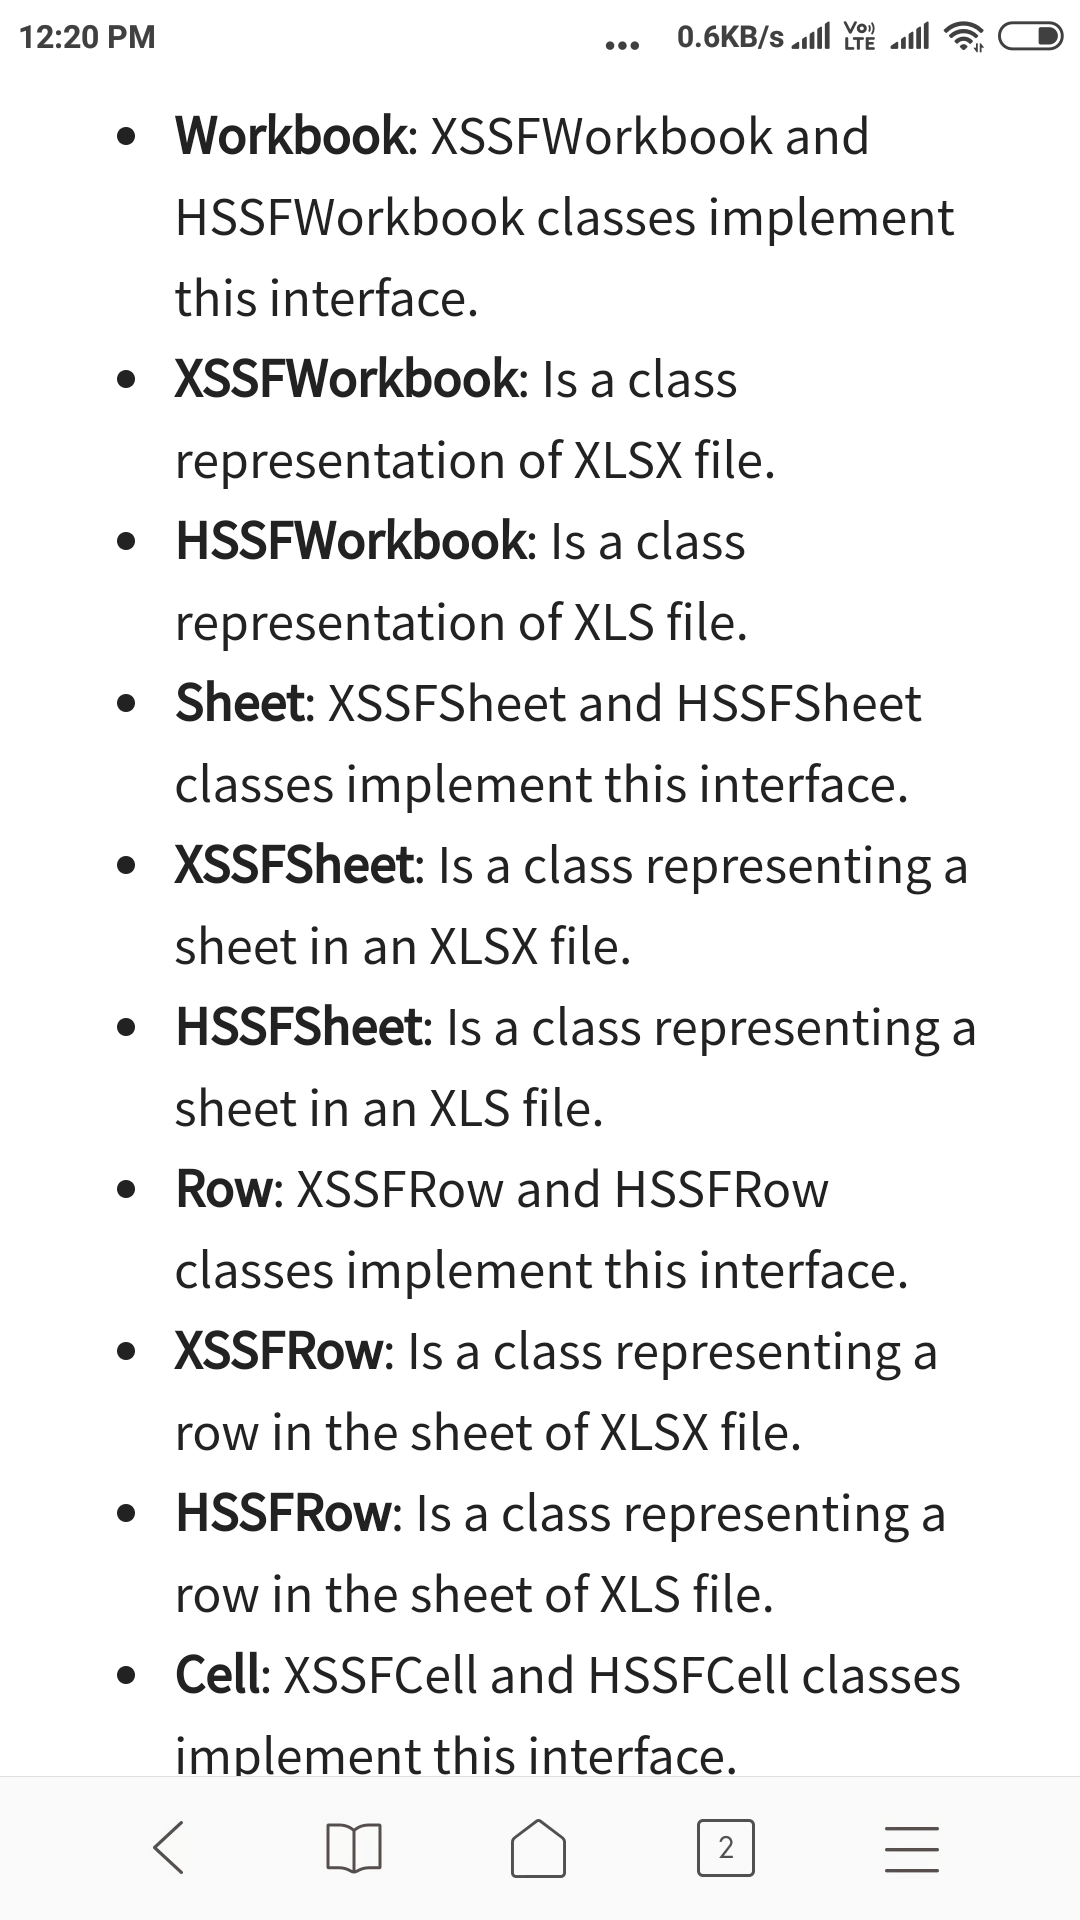 12:20 PM
... 0.6KB/s VoLTE
• Workbook: XSSFWorkbook and
HSSFWorkbook classes implement
this interface.
• XSSFWorkbook: Is a class
representation of XLSX file.
• HSSFWorkbook: Is a class
representation of XLS file.
• Sheet: XSSFSheet and HSSFSheet
classes implement this interface.
• XSSFSheet: Is a class representing a
sheet in an XLSX file.
• HSSFSheet: Is a class representing a
sheet in an XLS file.
• Row: XSSFRow and HSSFRow
classes implement this interface.
• XSSFRow: Is a class representing a
row in the sheet of XLSX file.
• HSSFRow: Is a class representing a
row in the sheet of XLS file.
• Cell: XSSFCell and HSSFCell classes
implement this interface.
2